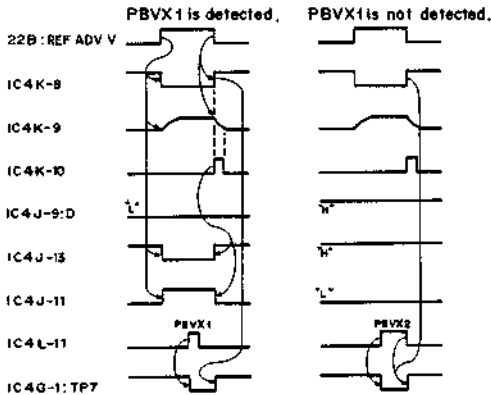 PBVX1 is detected. PBVX1 is not detected.
22B:REF ADV V
IC4K-8
IC4K-9
IC4K-10
IC4J-9:D "L" "H"
IC4J-13 "H"
IC4J-11 "L"
PBVX1 PBVX2
IC4L-11
IC4G-1:TP7